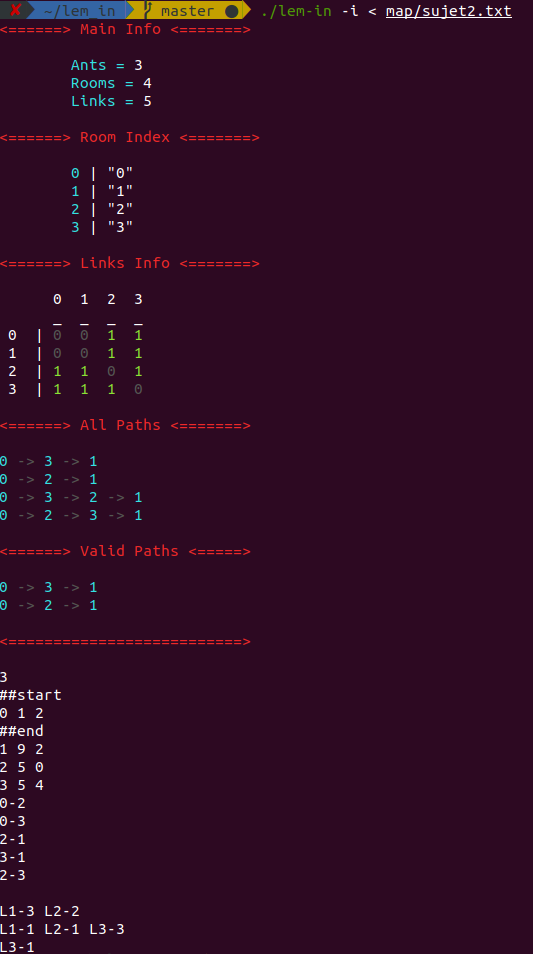 ✘ ~/lem_in master ● ./lem-in -i < map/sujet2.txt
<======> Main Info <=======>
Ants = 3
Rooms = 4
Links = 5
<======> Room Index <=======>
0 | "0"
1 | "1"
2 | "2"
3 | "3"
<======> Links Info <=======>
0 1 2 3
_ _ _ _
0 | 0 0 1 1
1 | 0 0 1 1
2 | 1 1 0 1
3 | 1 1 1 0
<======> All Paths <=======>
0 -> 3 -> 1
0 -> 2 -> 1
0 -> 3 -> 2 -> 1
0 -> 2 -> 3 -> 1
<======> Valid Paths <=====>
0 -> 3 -> 1
0 -> 2 -> 1
<==========================>
3
##start
0 1 2
##end
1 9 2
2 5 0
3 5 4
0-2
0-3
2-1
3-1
2-3
L1-3 L2-2
L1-1 L2-1 L3-3
L3-1